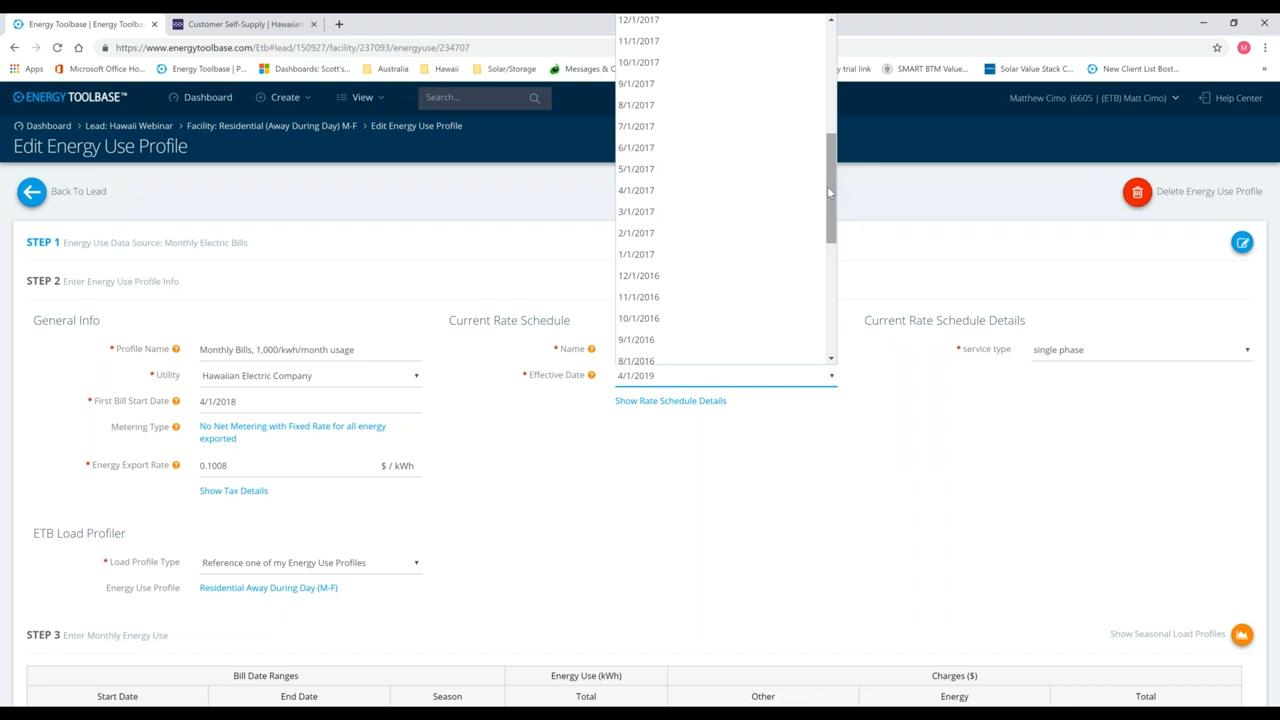 Energy Toolbase | Energy Toolba
Customer Self-Supply | Hawaiian
https://www.energytoolbase.com/Etb#lead/150927/facility/237093/energyuse/234707
Apps
Microsoft Office Ho...
Energy Toolbase | P...
Dashboards: Scott's...
Australia
Hawaii
Solar/Storage
Messages & C
y trial link
SMART BTM Value...
Solar Value Stack C...
New Client List Bost...
»
ENERGY TOOLBASE™
Dashboard
Create
View
Search...
Matthew Cimo (6605 | (ETB) Matt Cimo)
Help Center
Dashboard > Lead: Hawaii Webinar > Facility: Residential (Away During Day) M-F > Edit Energy Use Profile
Edit Energy Use Profile
Back To Lead
Delete Energy Use Profile
STEP 1 Energy Use Data Source: Monthly Electric Bills
STEP 2 Enter Energy Use Profile Info
General Info
* Profile Name
Monthly Bills, 1,000/kwh/month usage
* Utility
Hawaiian Electric Company
* First Bill Start Date
4/1/2018
Metering Type
No Net Metering with Fixed Rate for all energy
exported
* Energy Export Rate
0.1008
$ / kWh
Show Tax Details
ETB Load Profiler
* Load Profile Type
Reference one of my Energy Use Profiles
Energy Use Profile
Residential Away During Day (M-F)
12/1/2017
11/1/2017
10/1/2017
9/1/2017
8/1/2017
7/1/2017
6/1/2017
5/1/2017
4/1/2017
3/1/2017
2/1/2017
1/1/2017
12/1/2016
11/1/2016
10/1/2016
9/1/2016
8/1/2016
Current Rate Schedule
* Name
* Effective Date
4/1/2019
Show Rate Schedule Details
Current Rate Schedule Details
* service type
single phase
STEP 3 Enter Monthly Energy Use
Show Seasonal Load Profiles
Bill Date Ranges
Energy Use (kWh)
Charges ($)
Start Date
End Date
Season
Total
Other
Energy
Total